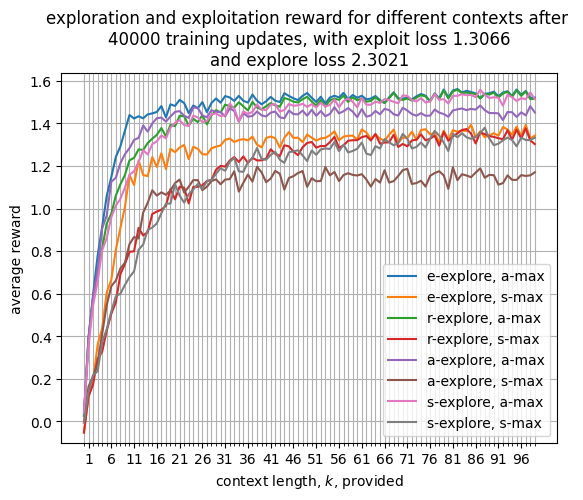 exploration and exploitation reward for different contexts after
40000 training updates, with exploit loss 1.3066
and explore loss 2.3021
1.6
1.4
1.2
1.0
0.8
0.6
0.4
0.2
0.0
average reward
e-explore, a-max
e-explore, s-max
r-explore, a-max
r-explore, s-max
a-explore, a-max
a-explore, s-max
s-explore, a-max
s-explore, s-max
1 6 11 16 21 26 31 36 41 46 51 56 61 66 71 76 81 86 91 96
context length, k, provided